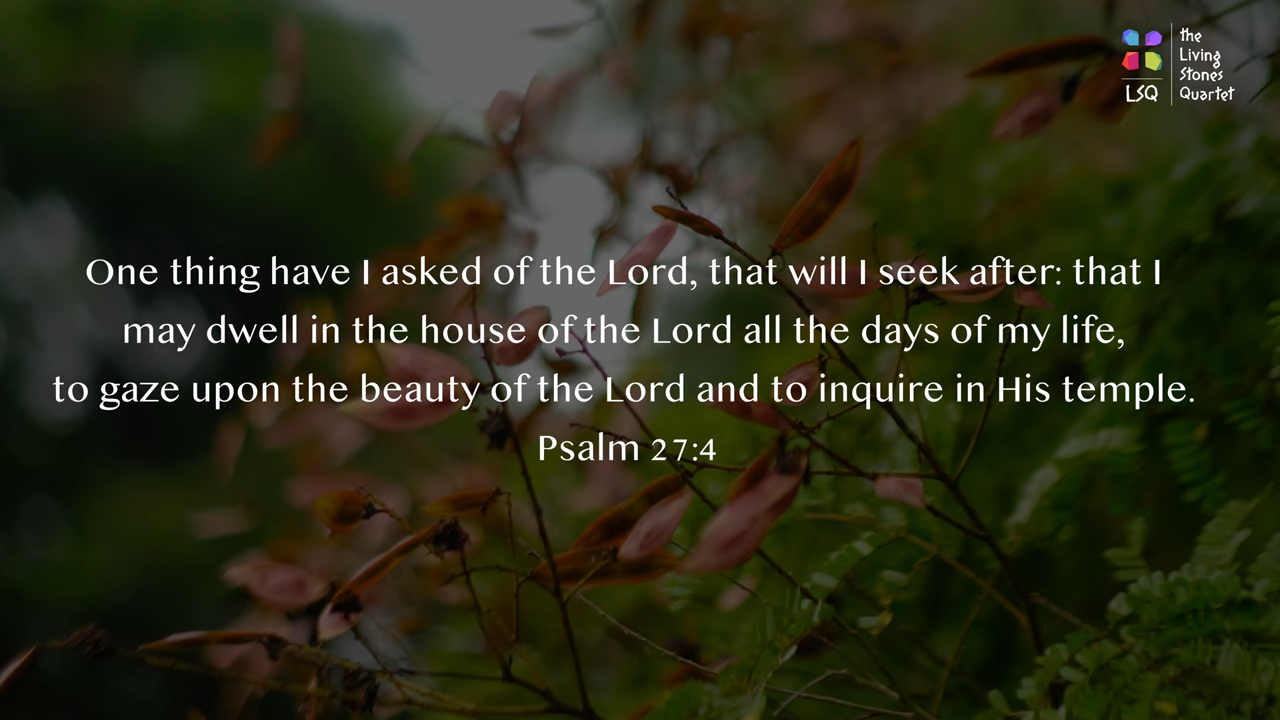 the
Living
Stones
Quartet
LSQ
One thing have I asked of the Lord, that will I seek after: that I
may dwell in the house of the Lord all the days of my life,
to gaze upon the beauty of the Lord and to inquire in His temple.
Psalm 27:4